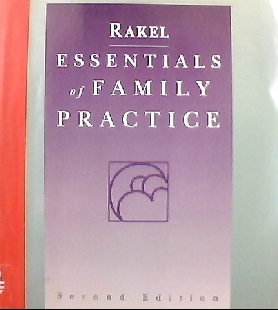 RAKEL
ESSENTIALS
of FAMILY
PRACTICE
Second Edition